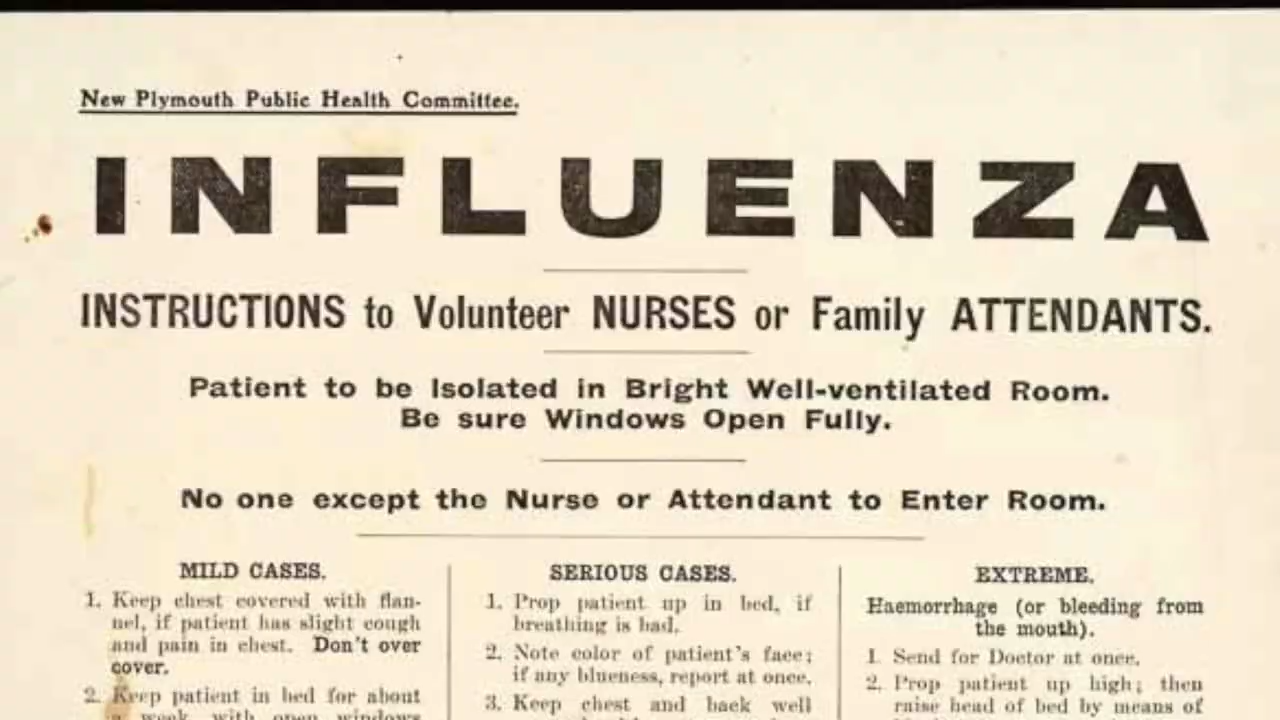 New Plymouth Public Health Committee.
INFLUENZA
INSTRUCTIONS to Volunteer NURSES or Family ATTENDANTS.
Patient to be Isolated in Bright Well-ventilated Room.
Be sure Windows Open Fully.
No one except the Nurse or Attendant to Enter Room.
MILD CASES.
1. Keep chest covered with flan-
nel, if patient has slight cough
and pain in chest. Don't over
cover.
2. Keep patient in bed for about
a week with open windows
SERIOUS CASES.
1. Prop patient up in bed, if
breathing is bad.
2. Note color of patient's face;
if any blueness, report at once.
3. Keep chest and back well
EXTREME.
Haemorrhage (or bleeding from
the mouth).
1. Send for Doctor at once.
2. Prop patient up high; then
raise head of bed by means of